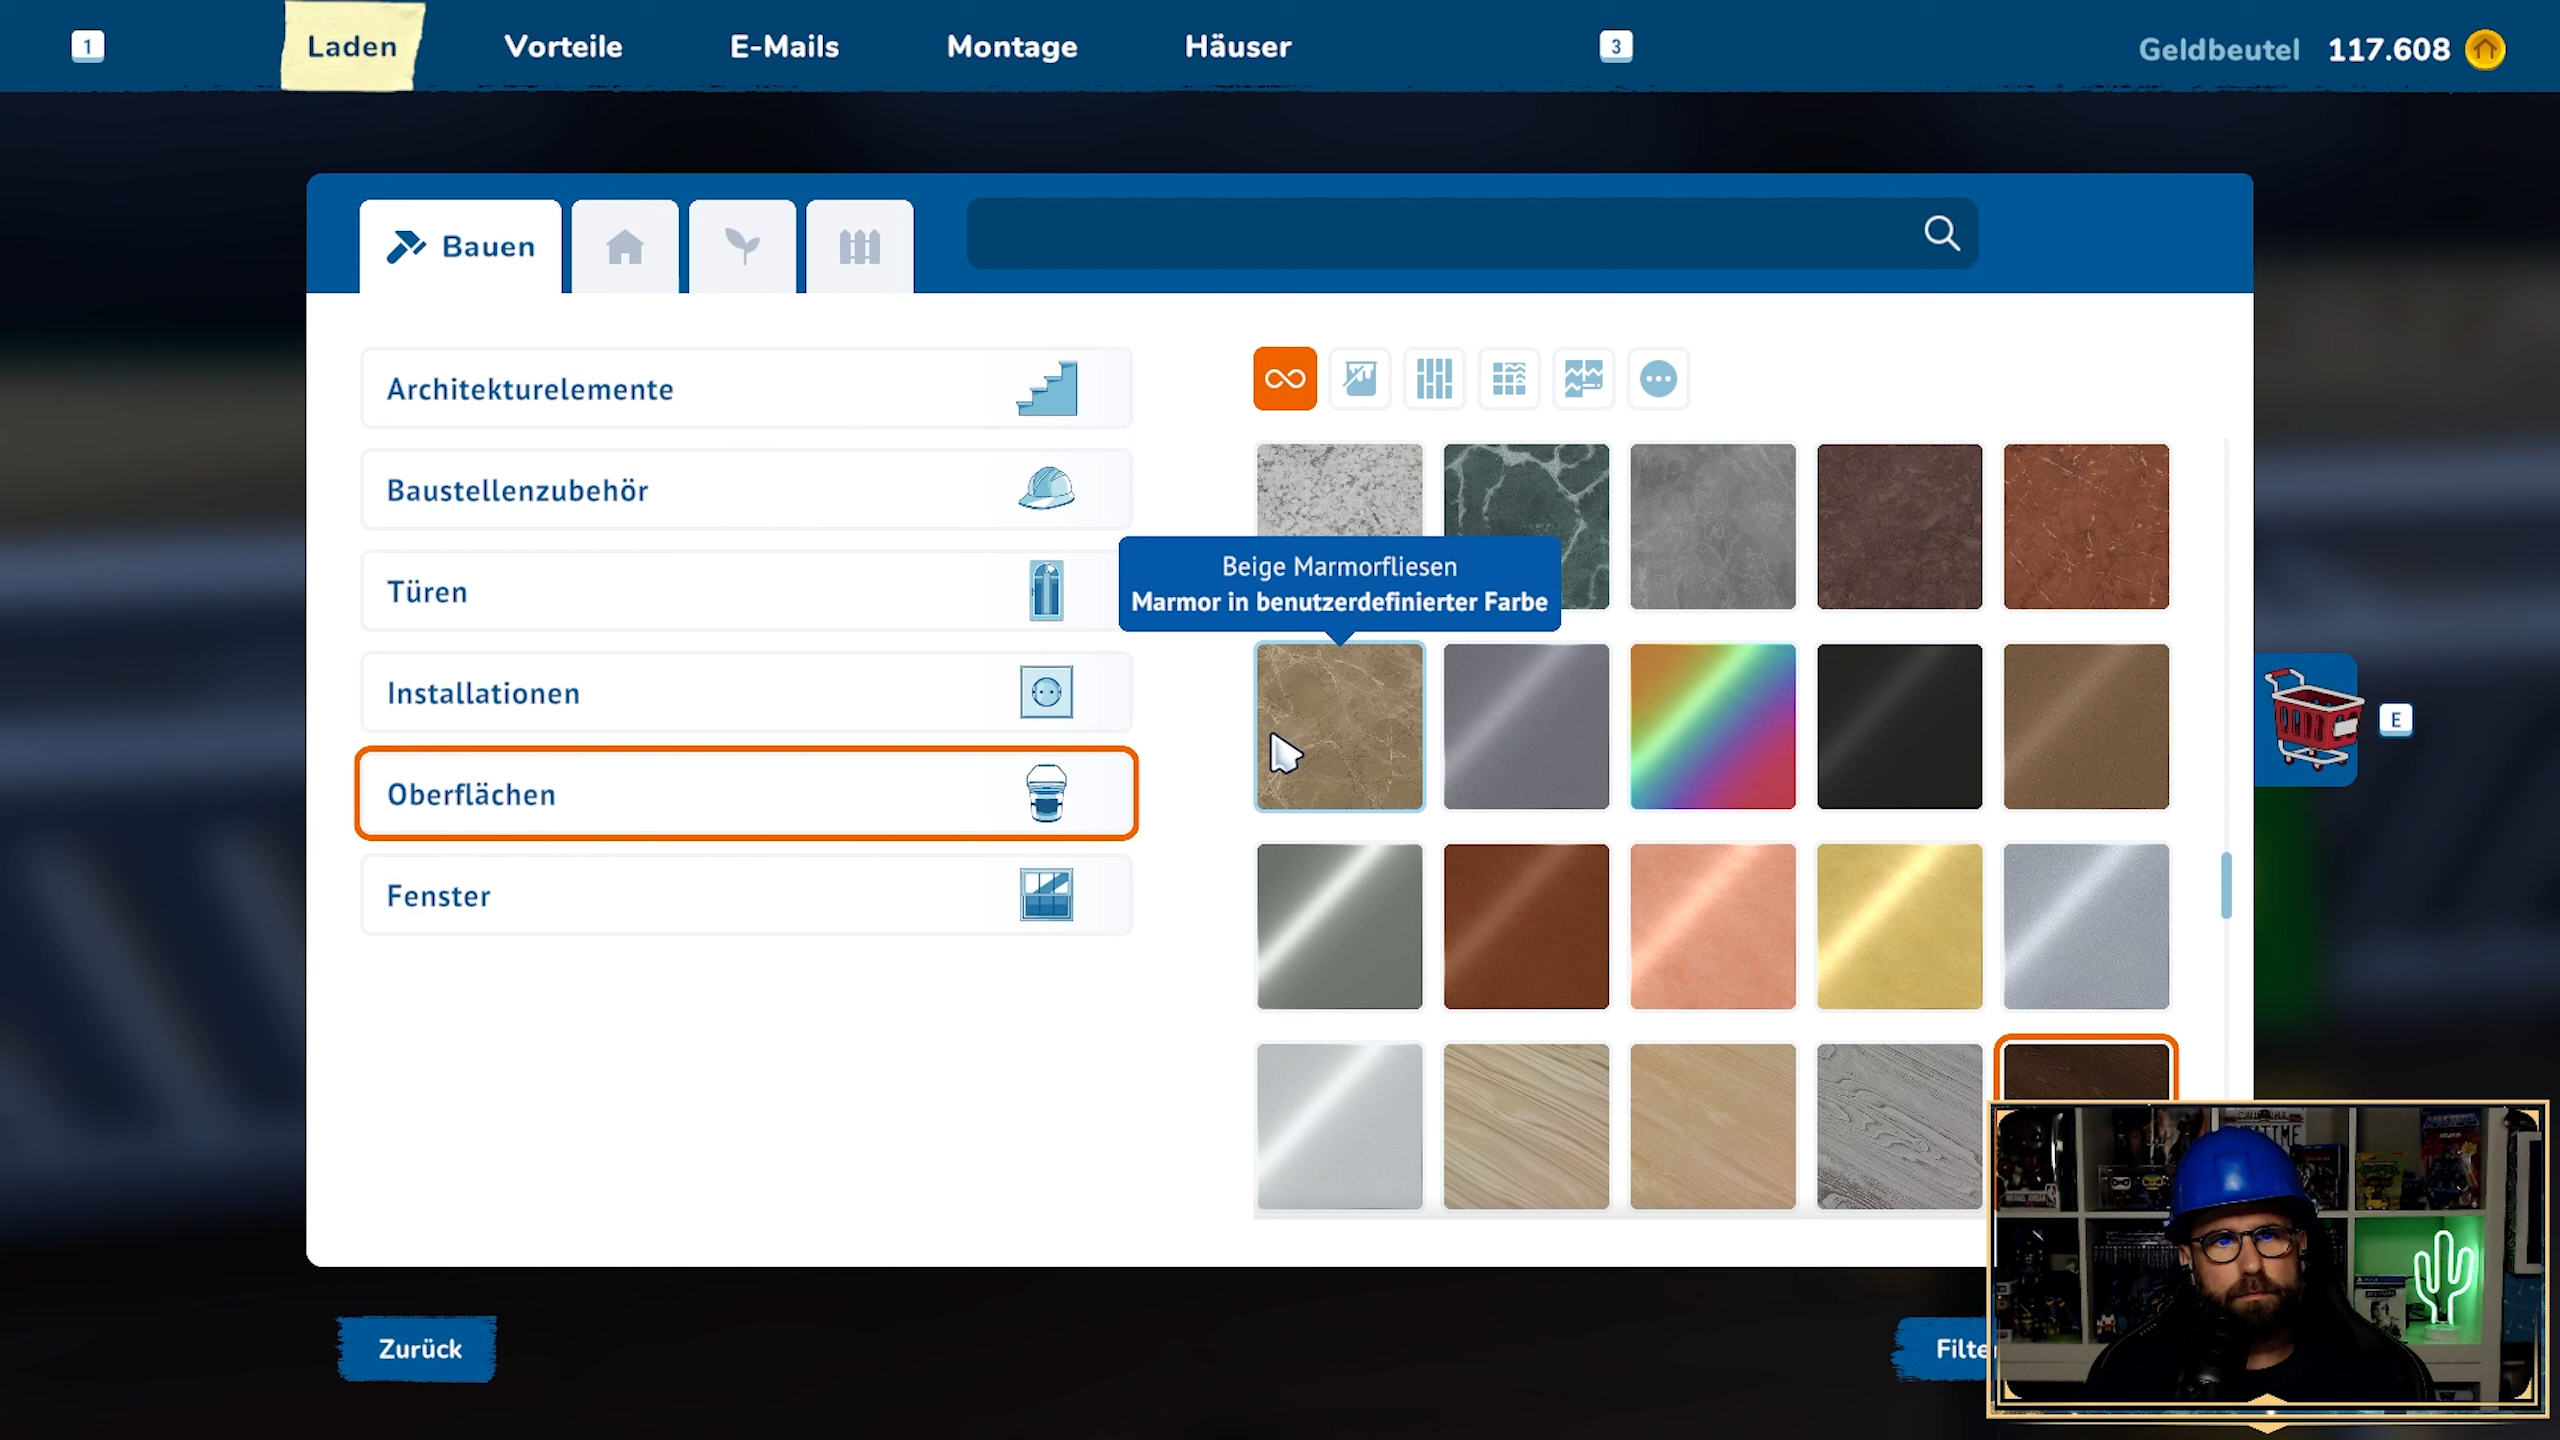 1
Laden
Vorteile
E-Mails
Montage
Häuser
3
Geldbeutel 117.608
Bauen
Architekturelemente
Baustellenzubehör
Türen
Installationen
Oberflächen
Fenster
Beige Marmorfliesen
Marmor in benutzerdefinierter Farbe
E
Zurück